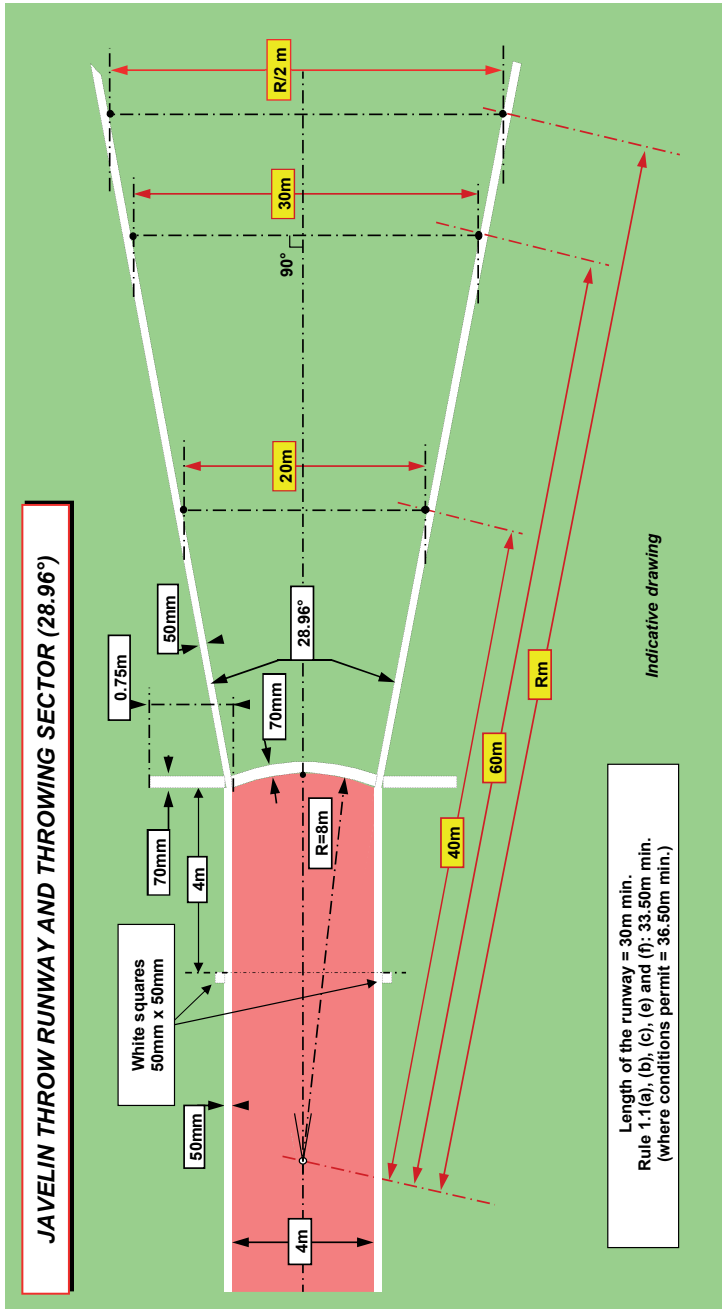 JAVELIN THROW RUNWAY AND THROWING SECTOR (28.96°)
0.75m
70mm
50mm
4m
White squares
50mm x 50mm
50mm
70mm
28.96°
20m
90°
30m
R/2 m
4m
R=8m
40m
60m
Rm
Indicative drawing
Length of the runway = 30m min.
Rule 1.1(a), (b), (c), (e) and (f): 33.50m min.
(where conditions permit = 36.50m min.)